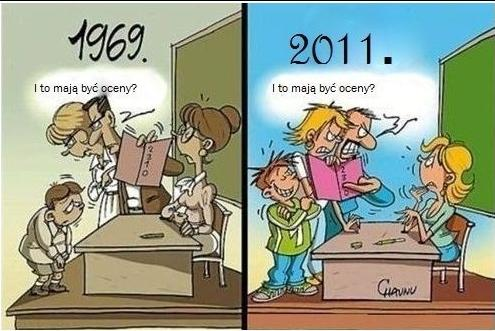 1969.
I to mają być oceny?
2011.
I to mają być oceny?
CHAUNU